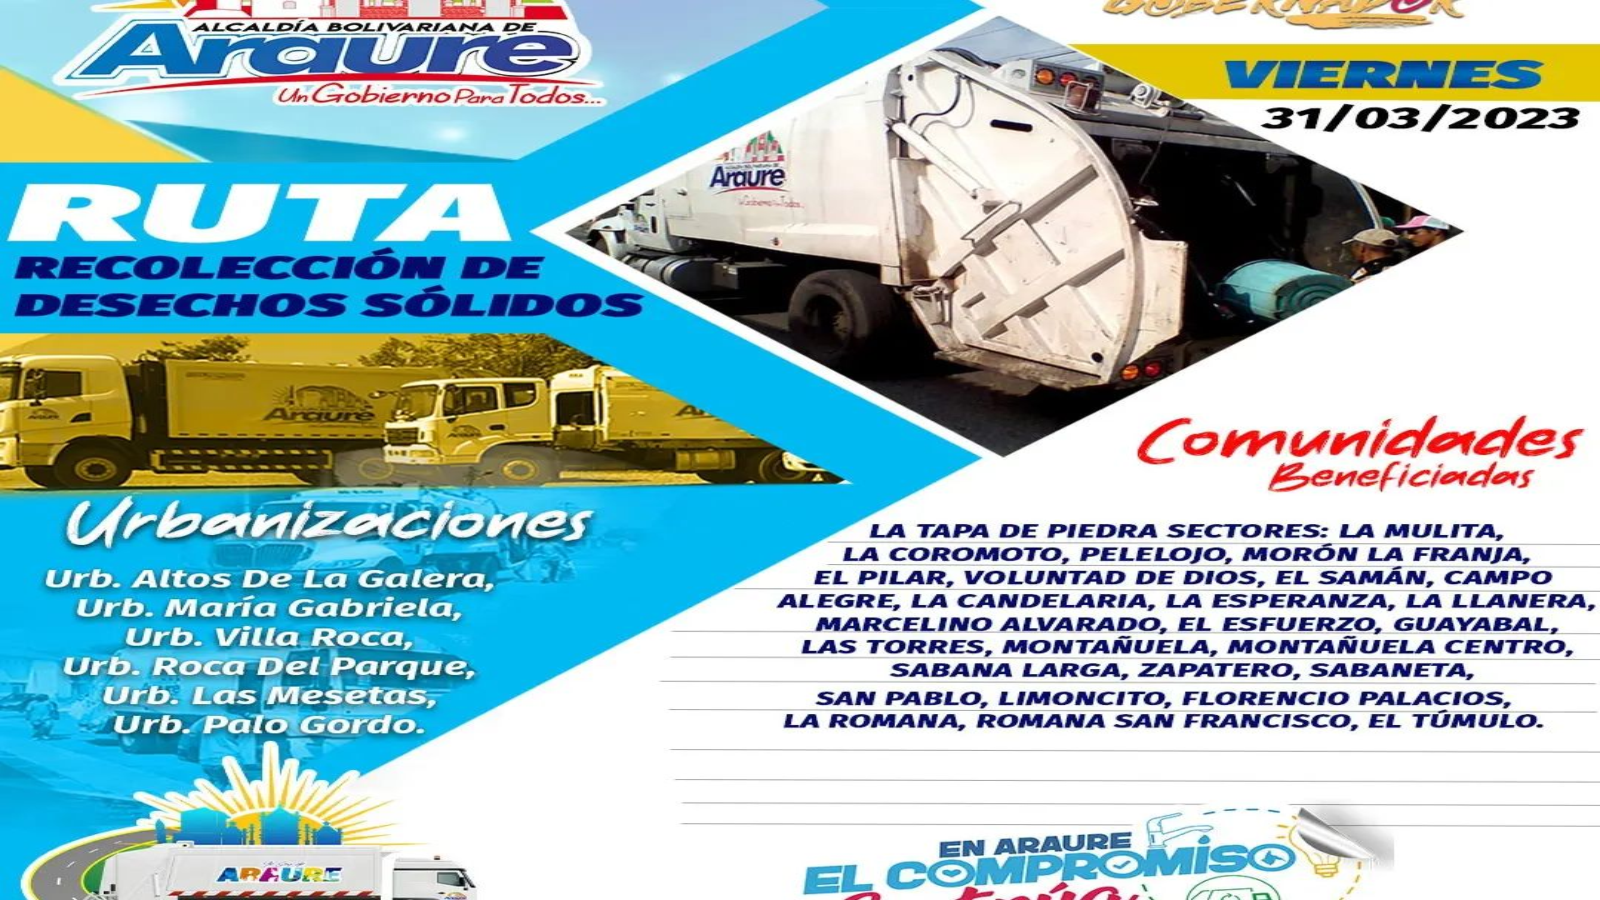 ALCALDÍA BOLIVARIANA DE
Araure
Un Gobierno Para Todos...
GOBERNADOR
VIERNES
31/03/2023
RUTA
RECOLECCIÓN DE
DESECHOS SÓLIDOS
Araure
Araure
Urbanizaciones
Urb. Altos De La Galera,
Urb. María Gabriela,
Urb. Villa Roca,
Urb. Roca Del Parque,
Urb. Las Mesetas,
Urb. Palo Gordo.
Comunidades
Beneficiadas
LA TAPA DE PIEDRA SECTORES: LA MULITA,
LA COROMOTO, PELELOJO, MORÓN LA FRANJA,
EL PILAR, VOLUNTAD DE DIOS, EL SAMÁN, CAMPO
ALEGRE, LA CANDELARIA, LA ESPERANZA, LA LLANERA,
MARCELINO ALVARADO, EL ESFUERZO, GUAYABAL,
LAS TORRES, MONTAÑUELA, MONTAÑUELA CENTRO,
SABANA LARGA, ZAPATERO, SABANETA,
SAN PABLO, LIMONCITO, FLORENCIO PALACIOS,
LA ROMANA, ROMANA SAN FRANCISCO, EL TÚMULO.
ARAURE
Araure
EN ARAURE
EL COMPROMISO